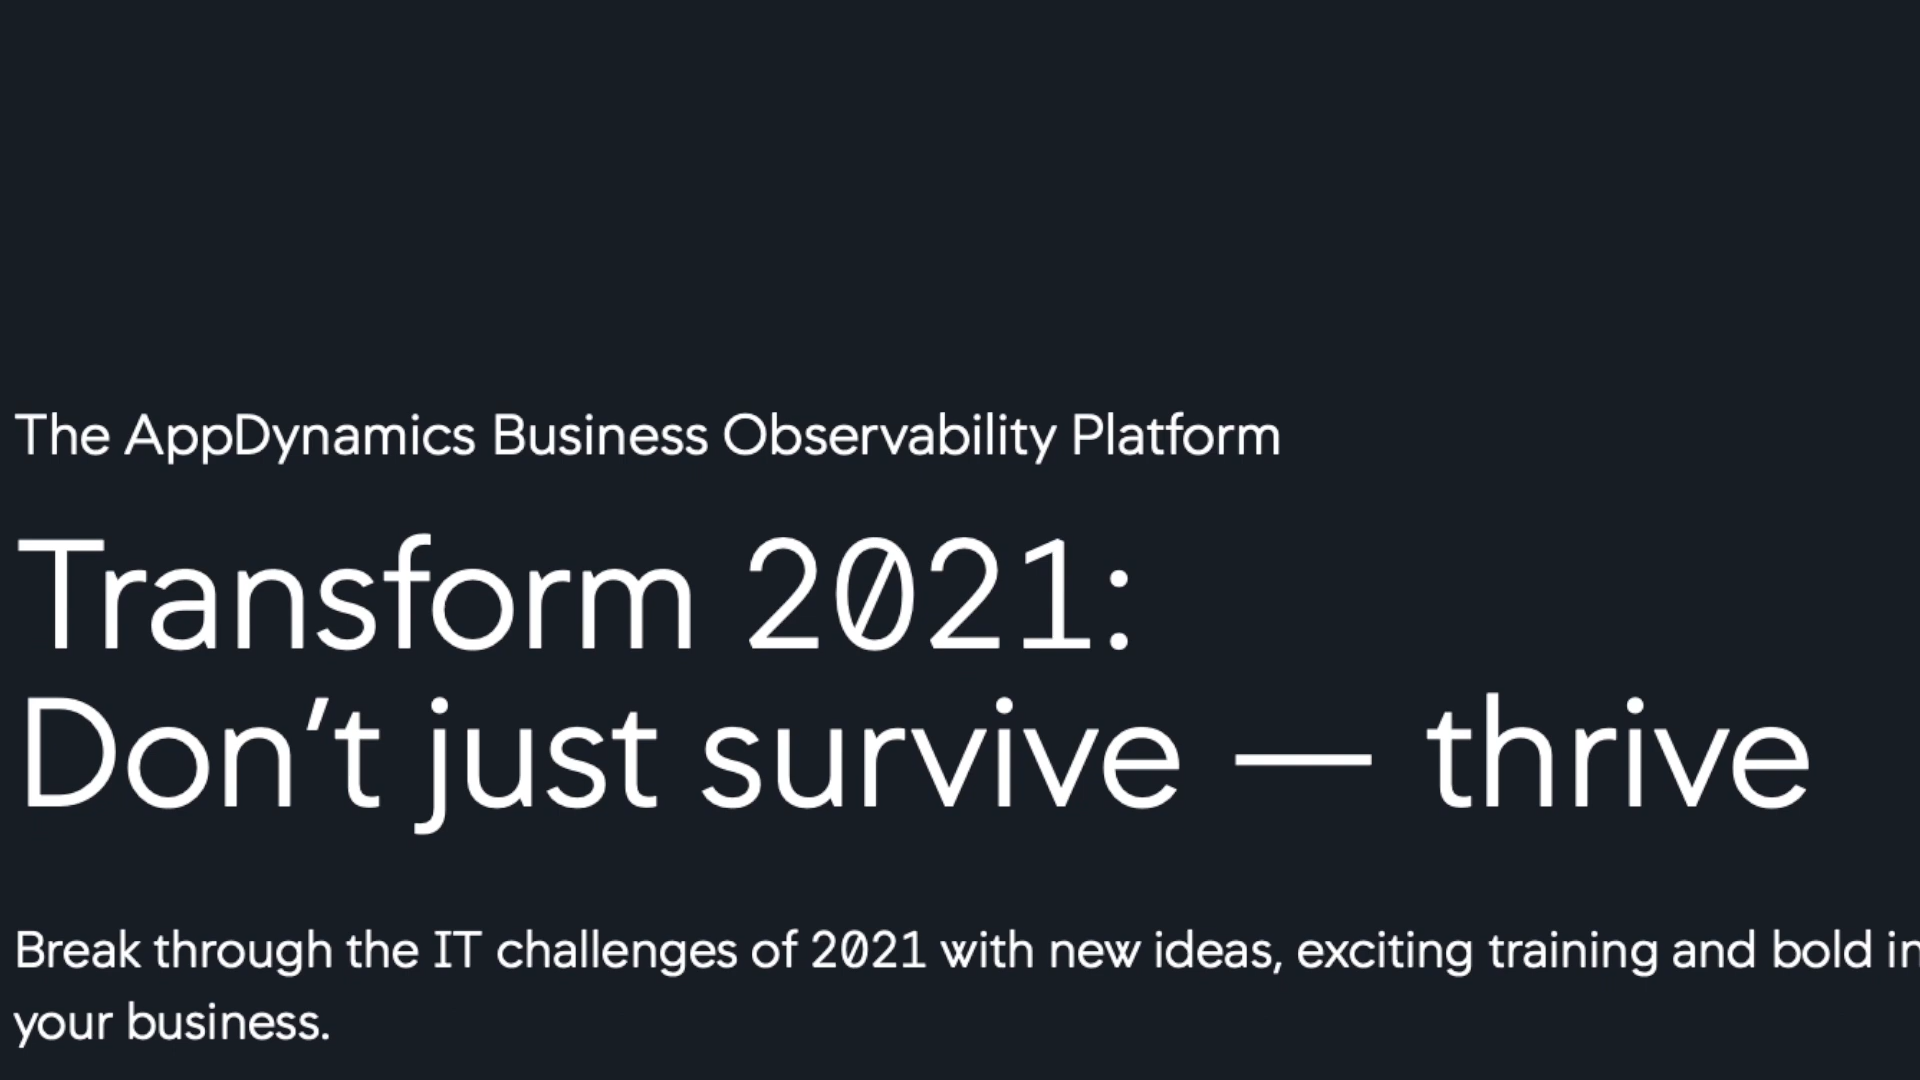 The AppDynamics Business Observability Platform
Transform 2021:
Don’t just survive — thrive
Break through the IT challenges of 2021 with new ideas, exciting training and bold
your business.